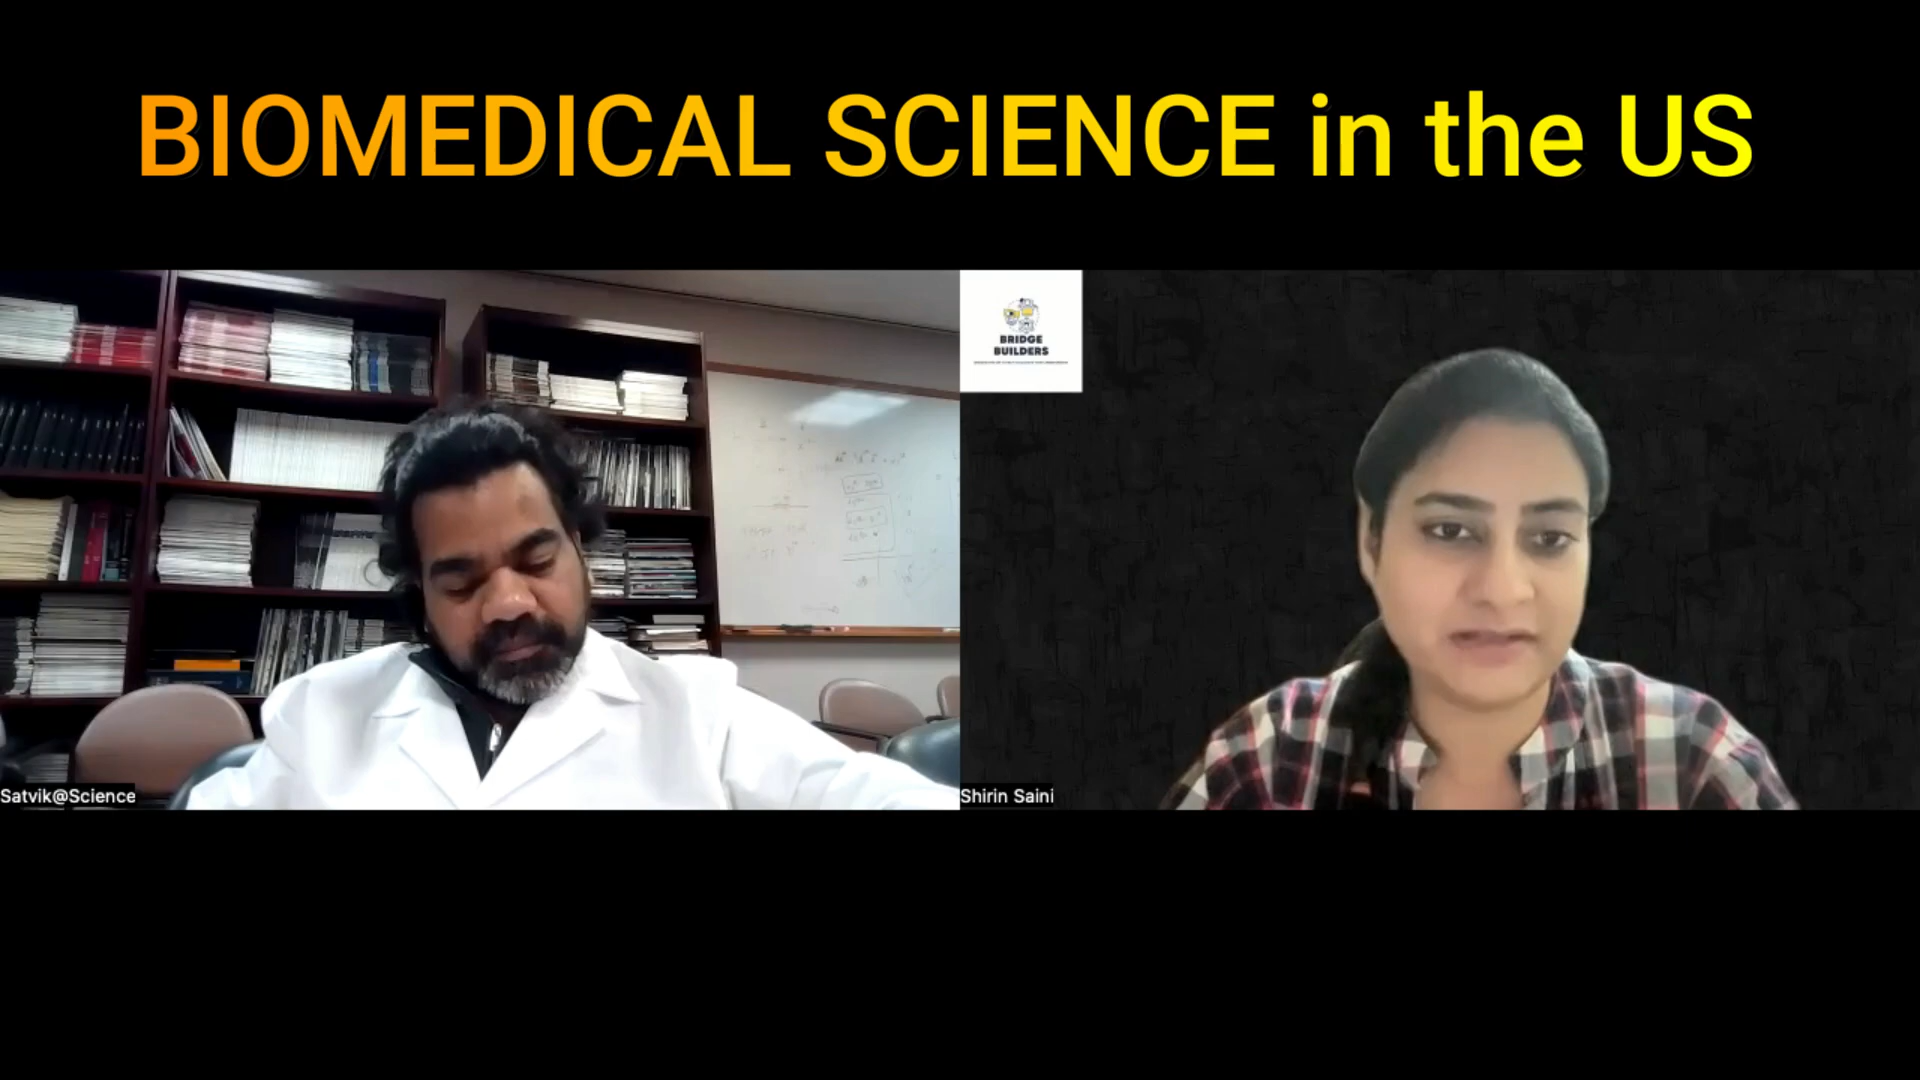 BIOMEDICAL SCIENCE in the US
BRIDGE
BUILDERS
Satvik@Science
Shirin Saini